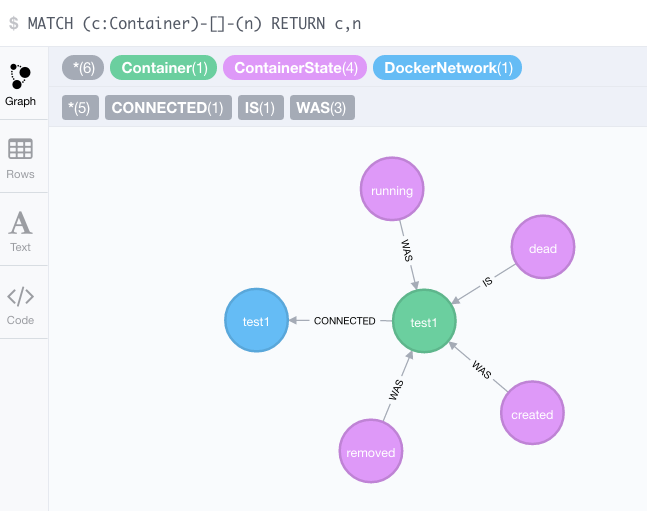 $ MATCH (c:Container)-[]-(n) RETURN c,n
Graph
Rows
Text
Code
*(6) Container(1) ContainerState(4) DockerNetwork(1)
*(5) CONNECTED(1) IS(1) WAS(3)
running
WAS
dead
IS
test1
CONNECTED
test1
WAS
created
WAS
removed